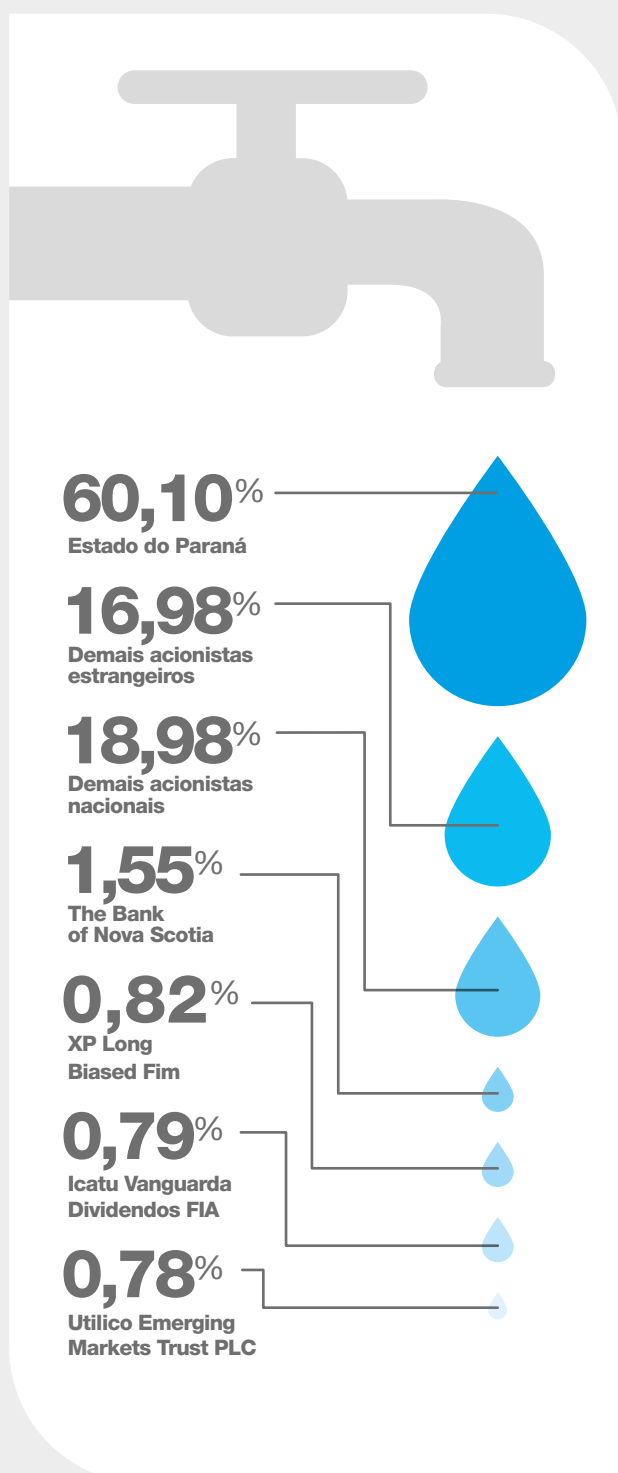 60,10%
Estado do Paraná
16,98%
Demais acionistas
estrangeiros
18,98%
Demais acionistas
nacionais
1,55%
The Bank
of Nova Scotia
0,82%
XP Long
Biased Fim
0,79%
Icatu Vanguarda
Dividendos FIA
0,78%
Utilico Emerging
Markets Trust PLC